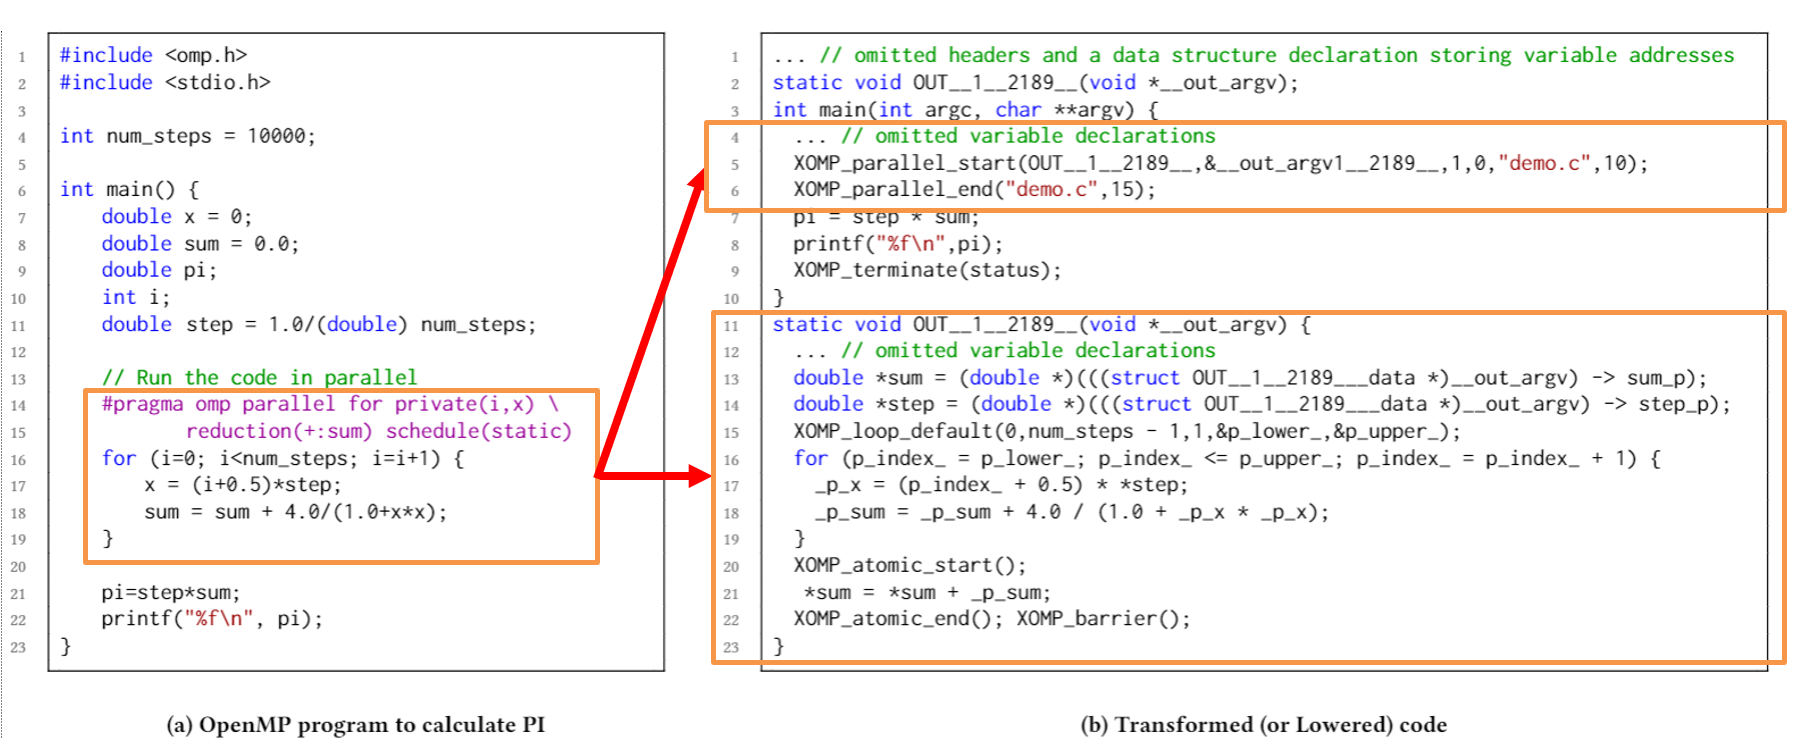 1 #include <omp.h>
2 #include <stdio.h>
3
4 int num_steps = 10000;
5
6 int main() {
7 double x = 0;
8 double sum = 0.0;
9 double pi;
10 int i;
11 double step = 1.0/(double) num_steps;
12
13 // Run the code in parallel
14 #pragma omp parallel for private(i,x) \
15 reduction(+:sum) schedule(static)
16 for (i=0; i<num_steps; i=i+1) {
17 x = (i+0.5)*step;
18 sum = sum + 4.0/(1.0+x*x);
19 }
20
21 pi=step*sum;
22 printf("%f\n", pi);
23 }
(a) OpenMP program to calculate PI
1 ... // omitted headers and a data structure declaration storing variable addresses
2 static void OUT__1__2189__(void *__out_argv);
3 int main(int argc, char **argv) {
4 ... // omitted variable declarations
5 XOMP_parallel_start(OUT__1__2189__,&__out_argv1__2189__,1,0,"demo.c",10);
6 XOMP_parallel_end("demo.c",15);
7 pi = step * sum;
8 printf("%f\n",pi);
9 XOMP_terminate(status);
10 }
11 static void OUT__1__2189__(void *__out_argv) {
12 ... // omitted variable declarations
13 double *sum = (double *)(((struct OUT__1__2189___data *)__out_argv) -> sum_p);
14 double *step = (double *)(((struct OUT__1__2189___data *)__out_argv) -> step_p);
15 XOMP_loop_default(0,num_steps - 1,1,&p_lower_,&p_upper_);
16 for (p_index_ = p_lower_; p_index_ <= p_upper_; p_index_ = p_index_ + 1) {
17 _p_x = (p_index_ + 0.5) * *step;
18 _p_sum = _p_sum + 4.0 / (1.0 + _p_x * _p_x);
19 }
20 XOMP_atomic_start();
21 *sum = *sum + _p_sum;
22 XOMP_atomic_end(); XOMP_barrier();
23 }
(b) Transformed (or Lowered) code